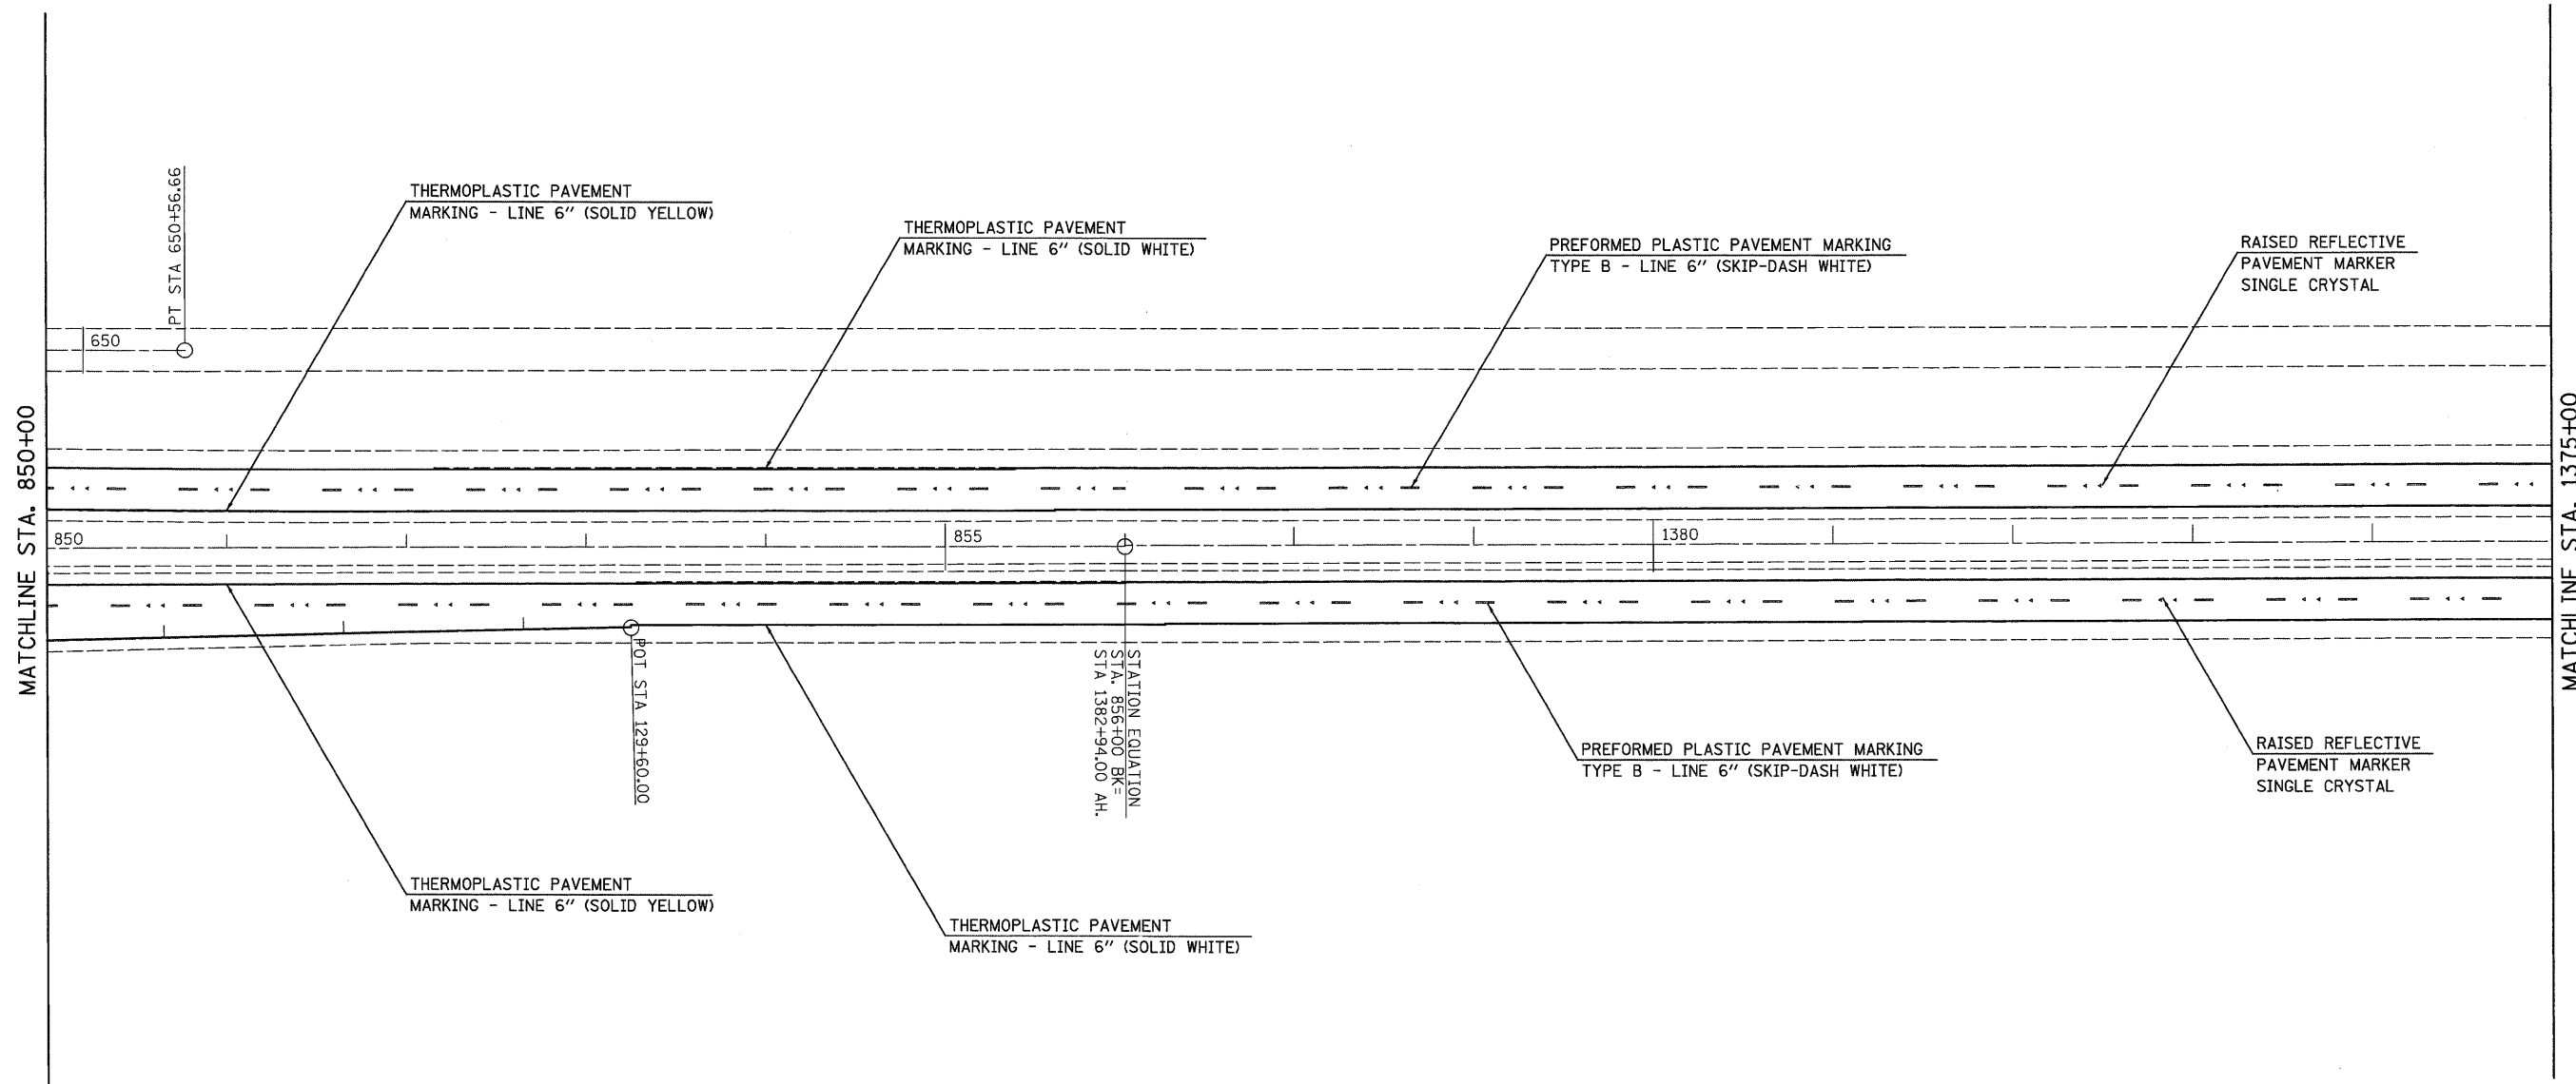 PT STA 650+56.66
THERMOPLASTIC PAVEMENT
MARKING - LINE 6" (SOLID YELLOW)
THERMOPLASTIC PAVEMENT
MARKING - LINE 6" (SOLID WHITE)
PREFORMED PLASTIC PAVEMENT MARKING
TYPE B - LINE 6" (SKIP-DASH WHITE)
RAISED REFLECTIVE
PAVEMENT MARKER
SINGLE CRYSTAL
650
MATCHLINE STA. 850+00
MATCHLINE STA. 1375+00
850
855
1380
POT STA 129+60.00
STATION EQUATION
STA. 856+00 BK=
STA 1382+94.00 AH.
PREFORMED PLASTIC PAVEMENT MARKING
TYPE B - LINE 6" (SKIP-DASH WHITE)
RAISED REFLECTIVE
PAVEMENT MARKER
SINGLE CRYSTAL
THERMOPLASTIC PAVEMENT
MARKING - LINE 6" (SOLID YELLOW)
THERMOPLASTIC PAVEMENT
MARKING - LINE 6" (SOLID WHITE)